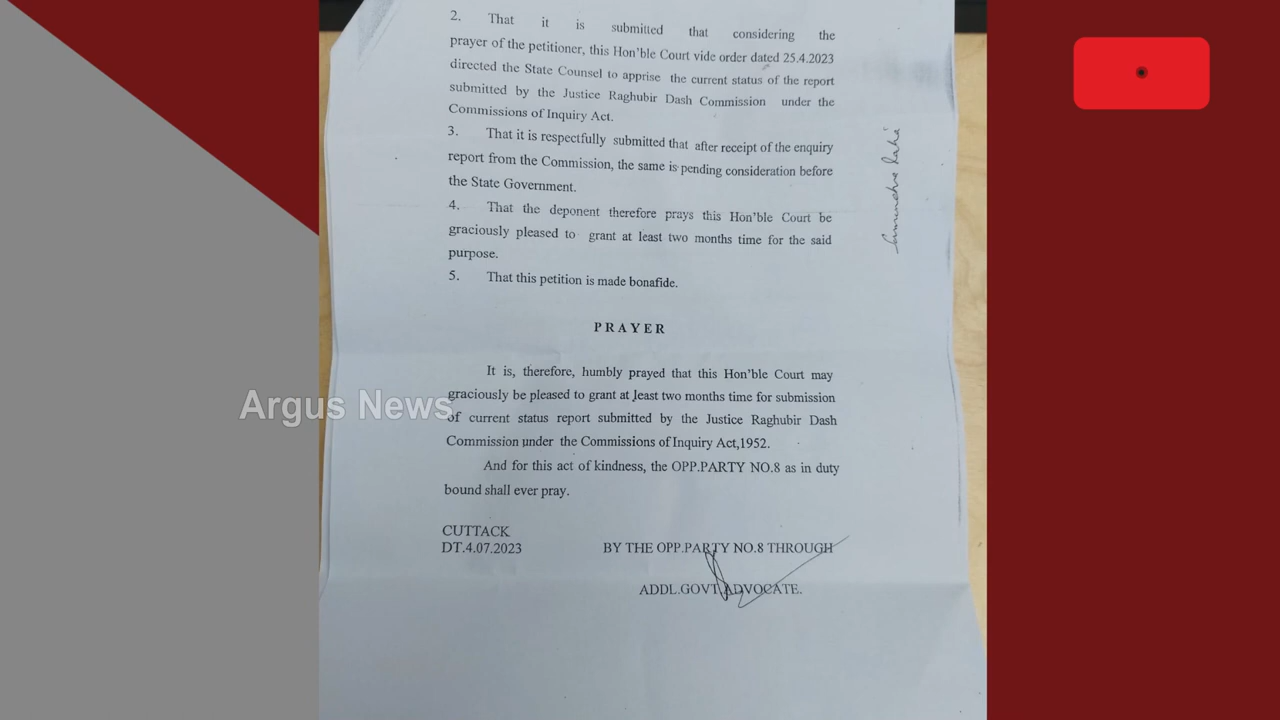 2. That it is submitted that considering the
prayer of the petitioner, this Hon'ble Court vide order dated 25.4.2023
directed the State Counsel to apprise the current status of the report
submitted by the Justice Raghubir Dash Commission under the
Commissions of Inquiry Act.
3. That it is respectfully submitted that after receipt of the enquiry
report from the Commission, the same is pending consideration before
the State Government.
4. That the deponent therefore prays this Hon'ble Court be
graciously pleased to grant at least two months time for the said
purpose.
5. That this petition is made bonafide.
PRAYER
It is, therefore, humbly prayed that this Hon'ble Court may
graciously be pleased to grant at least two months time for submission
of current status report submitted by the Justice Raghubir Dash
Commission under the Commissions of Inquiry Act,1952.
And for this act of kindness, the OPP.PARTY NO.8 as in duty
bound shall ever pray.
CUTTACK
DT.4.07.2023
BY THE OPP.PARTY NO.8 THROUGH
ADDL.GOVT.ADVOCATE.
Argus News